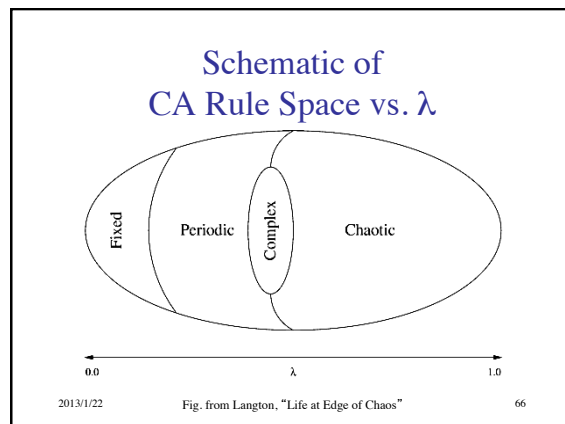 Schematic of
CA Rule Space vs. λ
Fixed
Periodic
Complex
Chaotic
0.0 λ 1.0
2013/1/22 Fig. from Langton, “Life at Edge of Chaos” 66